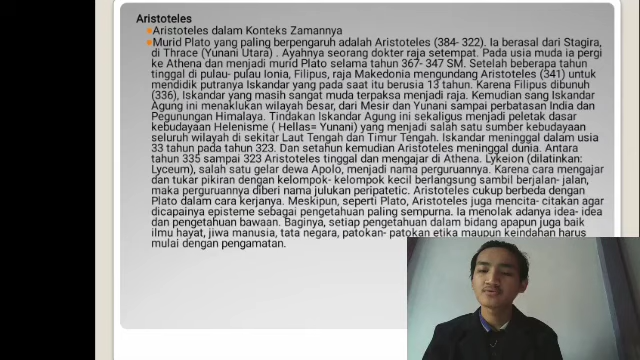 Aristoteles
Aristoteles dalam Konteks Zamannya
Murid Plato yang paling berpengaruh adalah Aristoteles (384- 322). Ia berasal dari Stagira,
di Thrace (Yunani Utara) . Ayahnya seorang dokter raja setempat. Pada usia muda ia pergi
ke Athena dan menjadi murid Plato selama tahun 367- 347 SM. Setelah beberapa tahun
tinggal di pulau- pulau Ionia, Filipus, raja Makedonia mengundang Aristoteles (341) untuk
mendidik putranya Iskandar yang pada saat itu berusia 13 tahun. Karena Filipus dibunuh
(336), Iskandar yang masih sangat muda terpaksa menjadi raja. Kemudian sang Iskandar
Agung ini menaklukan wilayah besar, dari Mesir dan Yunani sampai perbatasan India dan
Pegunungan Himalaya. Tindakan Iskandar Agung ini sekaligus menjadi peletak dasar
kebudayaan Helenisme ( Hellas= Yunani) yang menjadi salah satu sumber kebudayaan
seluruh wilayah di sekitar Laut Tengah dan Timur Tengah. Iskandar meninggal dalam usia
33 tahun pada tahun 323. Dan setahun kemudian Aristoteles meninggal dunia. Antara
tahun 335 sampai 323 Aristoteles tinggal dan mengajar di Athena. Lykeion (dilatinkan:
Lyceum), salah satu gelar dewa Apolo, menjadi nama perguruannya. Karena cara mengajar
dan tukar pikiran dengan kelompok- kelompok kecil berlangsung sambil berjalan- jalan,
maka perguruannya diberi nama julukan peripatetic. Aristoteles cukup berbeda dengan
Plato dalam cara kerjanya. Meskipun, seperti Plato, Aristoteles juga mencita- citakan agar
dicapainya episteme sebagai pengetahuan paling sempurna. Ia menolak adanya idea- idea
dan pengetahuan bawaan. Baginya, setiap pengetahuan dalam bidang apapun juga baik
ilmu hayat, jiwa manusia, tata negara, patokan- patokan etika maupun keindahan harus
mulai dengan pengamatan.